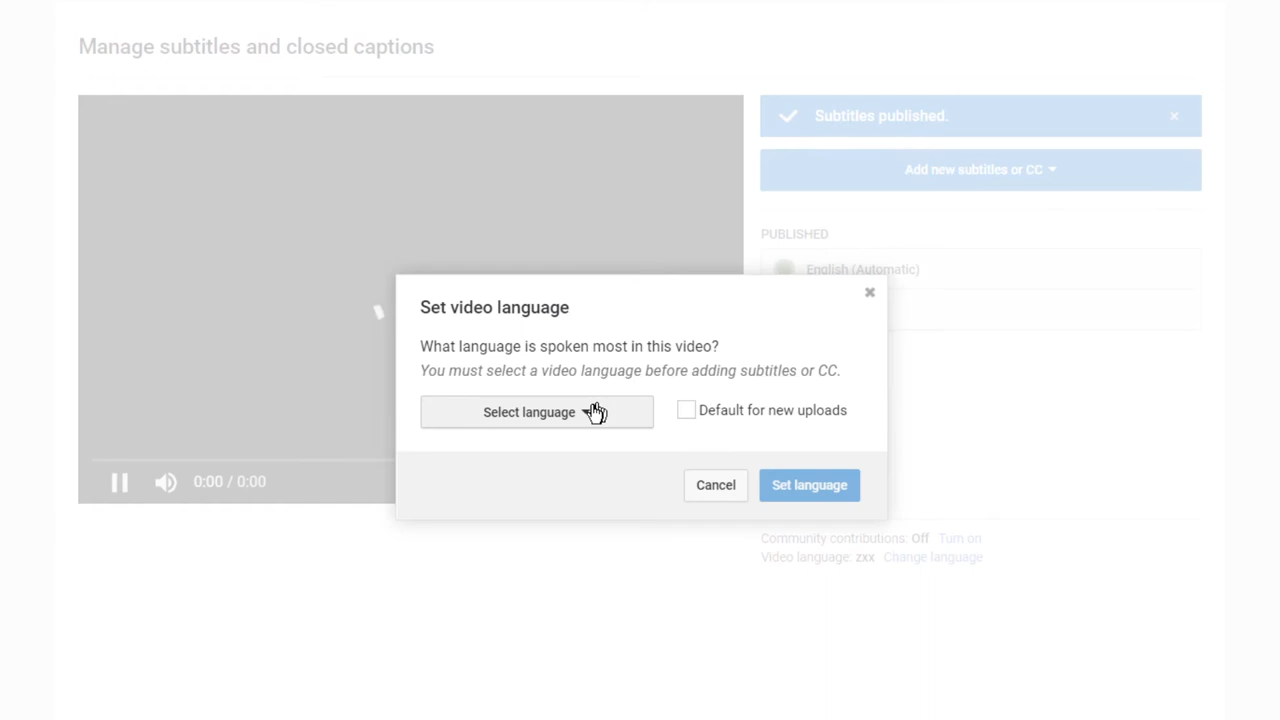 Manage subtitles and closed captions
Subtitles published.
Add new subtitles or CC
PUBLISHED
English (Automatic)
Set video language
What language is spoken most in this video?
You must select a video language before adding subtitles or CC.
Select language
Default for new uploads
0:00 / 0:00
Cancel
Set language
Community contributions: Off Turn on
Video language: zxx Change language